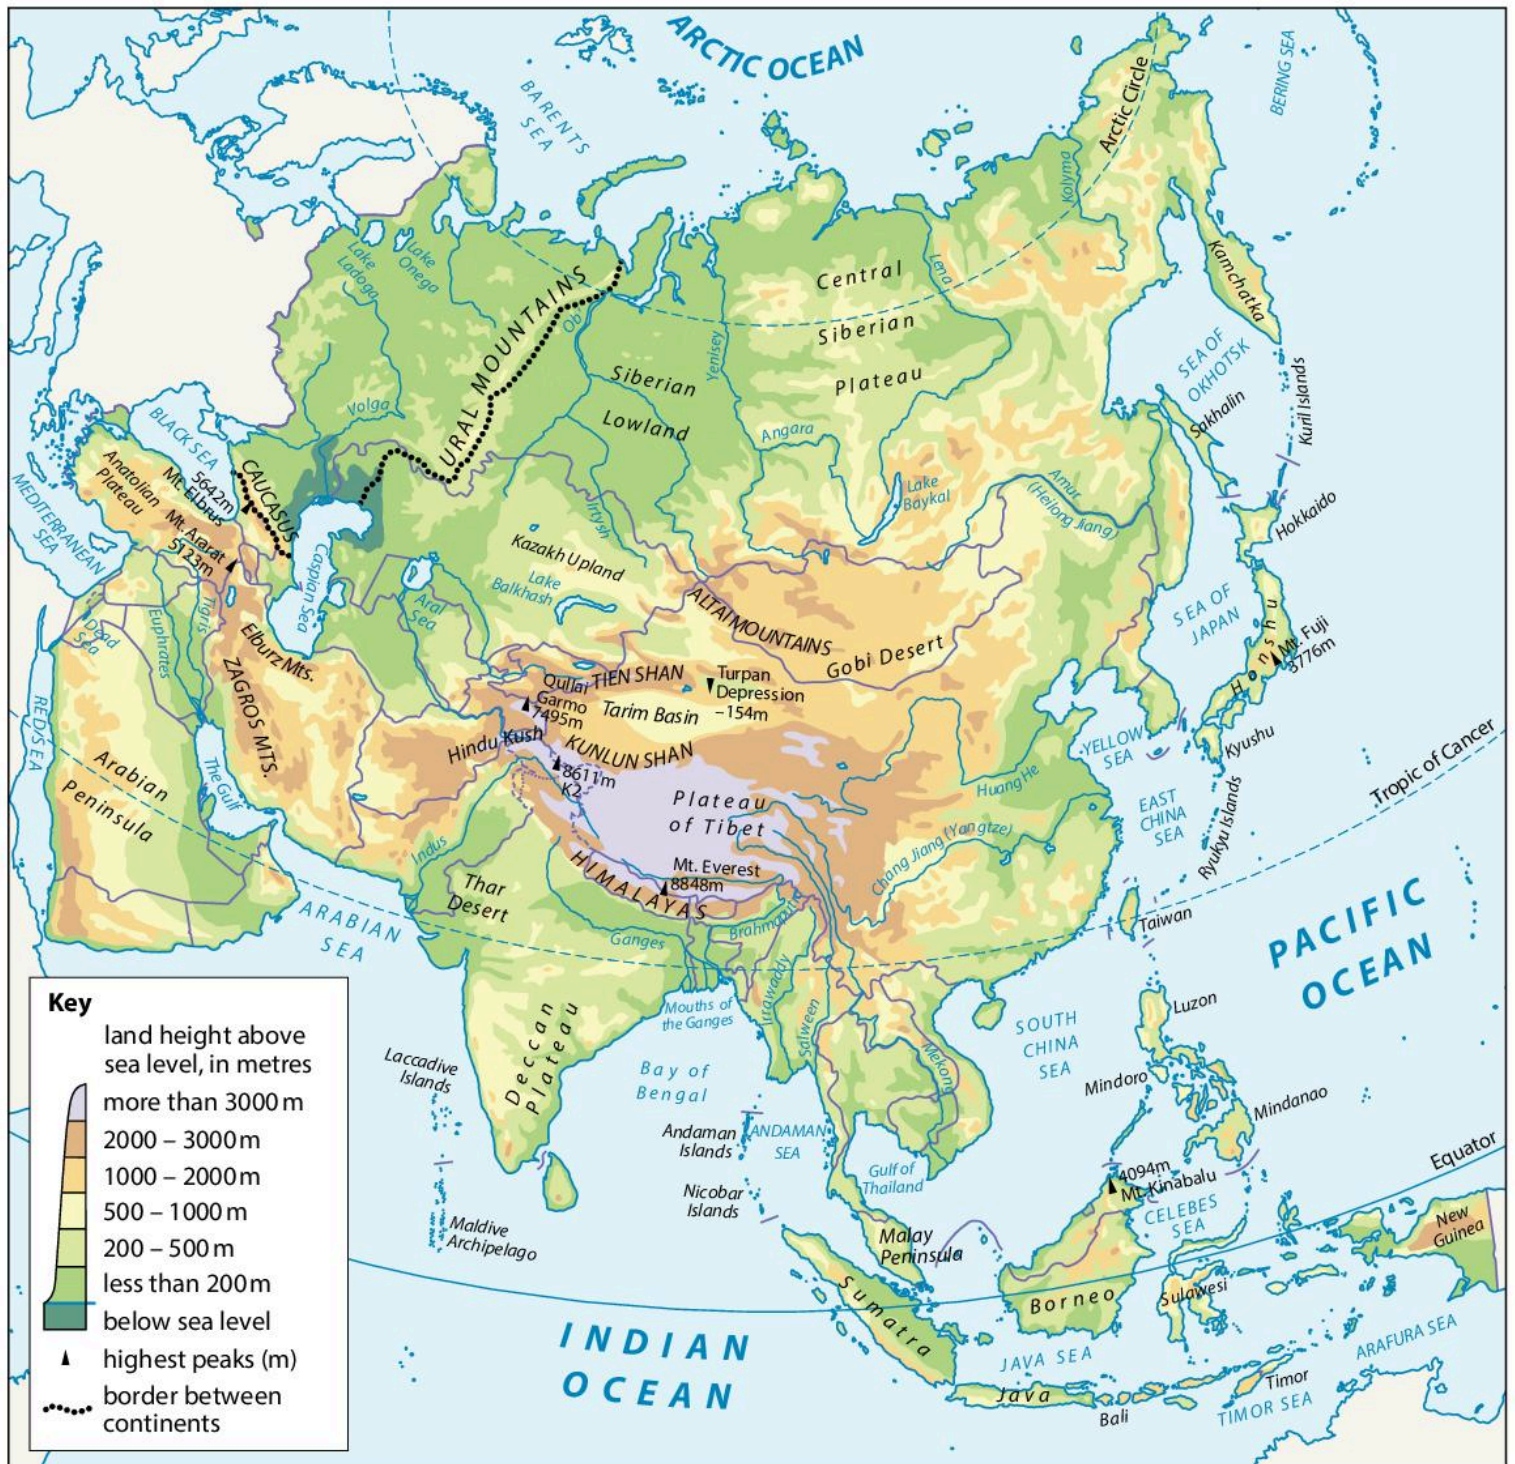 ARCTIC OCEAN
BARENTS
SEA
BERING SEA
Arctic Circle
Kolyma
Lena
Kamchatka
Lake
Ladoga
Lake
Onega
URAL MOUNTAINS
Ob'
Yenisey
Central
Siberian
Plateau
Siberian
Lowland
SEA OF
OKHOTSK
Sakhalin
Kuril Islands
Volga
Angara
Lake
Baykal
Amur
(Heilong Jiang)
Irtysh
BLACK SEA
CAUCASUS
5642m
Mt. Elbrus
Anatolian
Plateau
Mt. Ararat
5123m
MEDITERRANEAN
SEA
Caspian Sea
Aral
Sea
Kazakh Upland
Lake
Balkhash
ALTAI MOUNTAINS
Gobi Desert
Hokkaido
SEA OF
JAPAN
Honshu
Mt. Fuji
3776m
Kyushu
Dead
Sea
Euphrates
Tigris
Elburz Mts.
ZAGROS MTS.
RED SEA
Arabian
Peninsula
The Gulf
Qullai
Garmo
7495m
TIEN SHAN
Turpan
Depression
–154m
Tarim Basin
Hindu Kush
KUNLUN SHAN
8611m
K2
Plateau
of Tibet
Mt. Everest
8848m
HIMALAYAS
Huang He
Chang Jiang (Yangtze)
YELLOW
SEA
EAST
CHINA
SEA
Ryukyu Islands
Tropic of Cancer
Taiwan
PACIFIC
OCEAN
Indus
Thar
Desert
ARABIAN
SEA
Ganges
Brahmaputra
Irrawaddy
Salween
Mekong
Mouths of
the Ganges
Deccan
Plateau
Bay of
Bengal
Laccadive
Islands
Maldive
Archipelago
Andaman
Islands
ANDAMAN
SEA
Nicobar
Islands
Gulf of
Thailand
SOUTH
CHINA
SEA
Luzon
Mindoro
Mindanao
4094m
Mt. Kinabalu
CELEBES
SEA
Equator
New
Guinea
Malay
Peninsula
Sumatra
Borneo
Sulawesi
JAVA SEA
Java
Bali
Timor
TIMOR SEA
ARAFURA SEA
INDIAN
OCEAN
Key
land height above
sea level, in metres
more than 3000 m
2000 – 3000 m
1000 – 2000 m
500 – 1000 m
200 – 500 m
less than 200 m
below sea level
highest peaks (m)
border between
continents